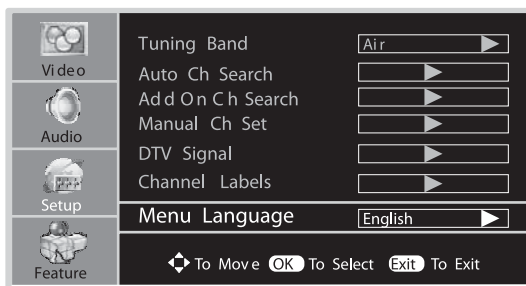 Video
Audio
Setup
Feature
Tuning Band Air
Auto Ch Search
Add On Ch Search
Manual Ch Set
DTV Signal
Channel Labels
Menu Language English
To Move OK To Select Exit To Exit